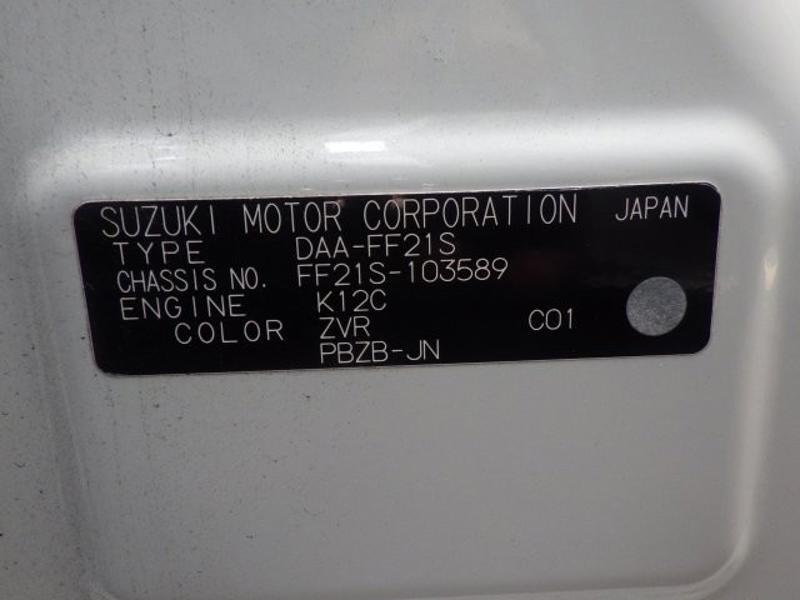 SUZUKI MOTOR CORPORATION JAPAN
TYPE DAA-FF21S
CHASSIS NO. FF21S-103589
ENGINE K12C
COLOR ZVR C01
PBZB-JN